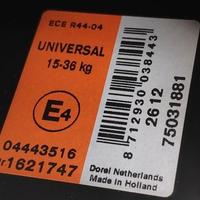 ECE R44-04
UNIVERSAL
15-36 kg
E4
04443516
1621747
8 712930 038443
2612
75031881
Dorel Netherlands
Made in Holland